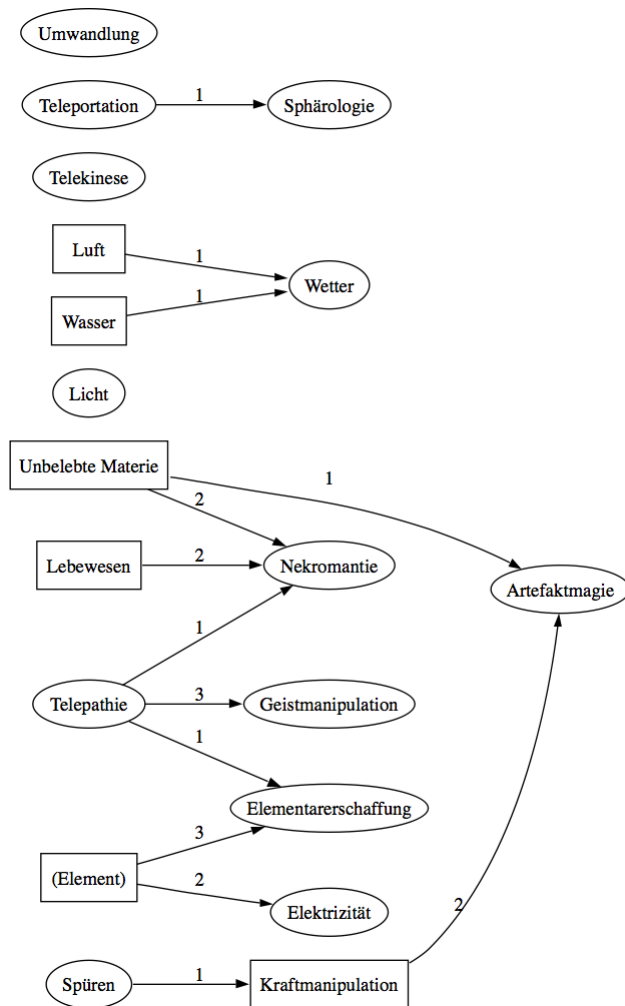 Umwandlung
Teleportation 1 Sphärologie
Telekinese
Luft
1
Wetter
Wasser
1
Licht
Unbelebte Materie
1
2
Lebewesen 2 Nekromantie
Artefaktmagie
1
Telepathie 3 Geistmanipulation
1
Elementarerschaffung
3
(Element)
2
Elektrizität
2
Spüren 1 Kraftmanipulation